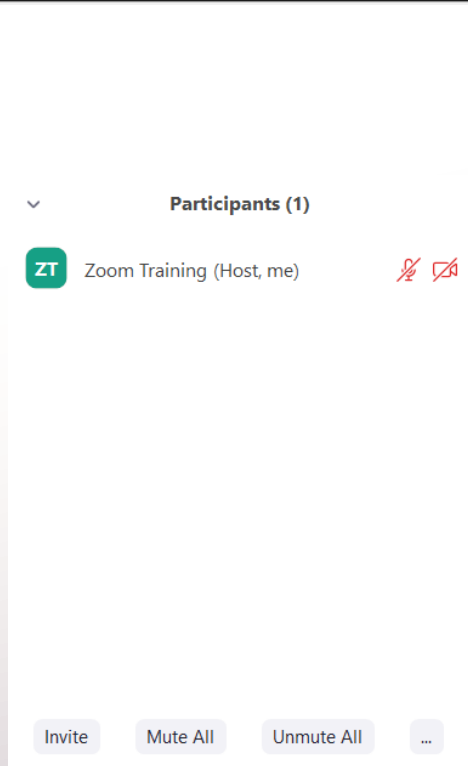 Participants (1)
ZT Zoom Training (Host, me)
Invite Mute All Unmute All ...